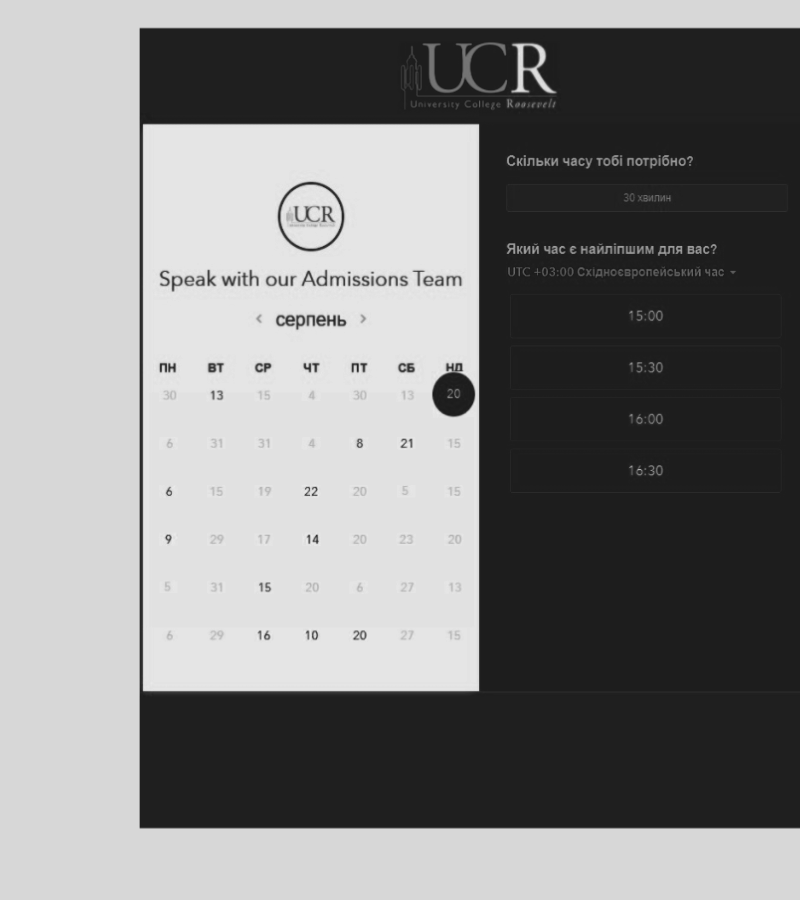 UCR
University College Roosevelt
UCR
Speak with our Admissions Team
< серпень >
ПН ВТ СР ЧТ ПТ СБ НД
30 13 15 4 30 13 20
6 31 31 4 8 21 15
6 15 19 22 20 5 15
9 29 17 14 20 23 20
5 31 15 20 6 27 13
6 29 16 10 20 27 15
Скільки часу тобі потрібно?
30 хвилин
Який час є найліпшим для вас?
UTC +03:00 Східноєвропейський час
15:00
15:30
16:00
16:30